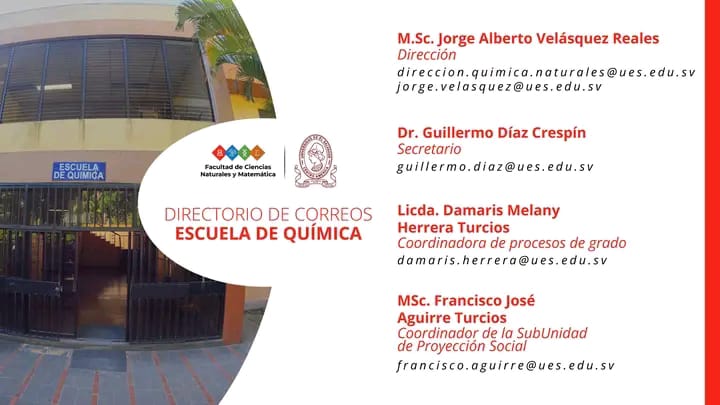 ESCUELA
DE QUIMICA
Facultad de Ciencias
Naturales y Matemática
DIRECTORIO DE CORREOS
ESCUELA DE QUÍMICA
M.Sc. Jorge Alberto Velásquez Reales
Dirección
direccion.quimica.naturales@ues.edu.sv
jorge.velasquez@ues.edu.sv
Dr. Guillermo Díaz Crespín
Secretario
guillermo.diaz@ues.edu.sv
Licda. Damaris Melany
Herrera Turcios
Coordinadora de procesos de grado
damaris.herrera@ues.edu.sv
MSc. Francisco José
Aguirre Turcios
Coordinador de la SubUnidad
de Proyección Social
francisco.aguirre@ues.edu.sv